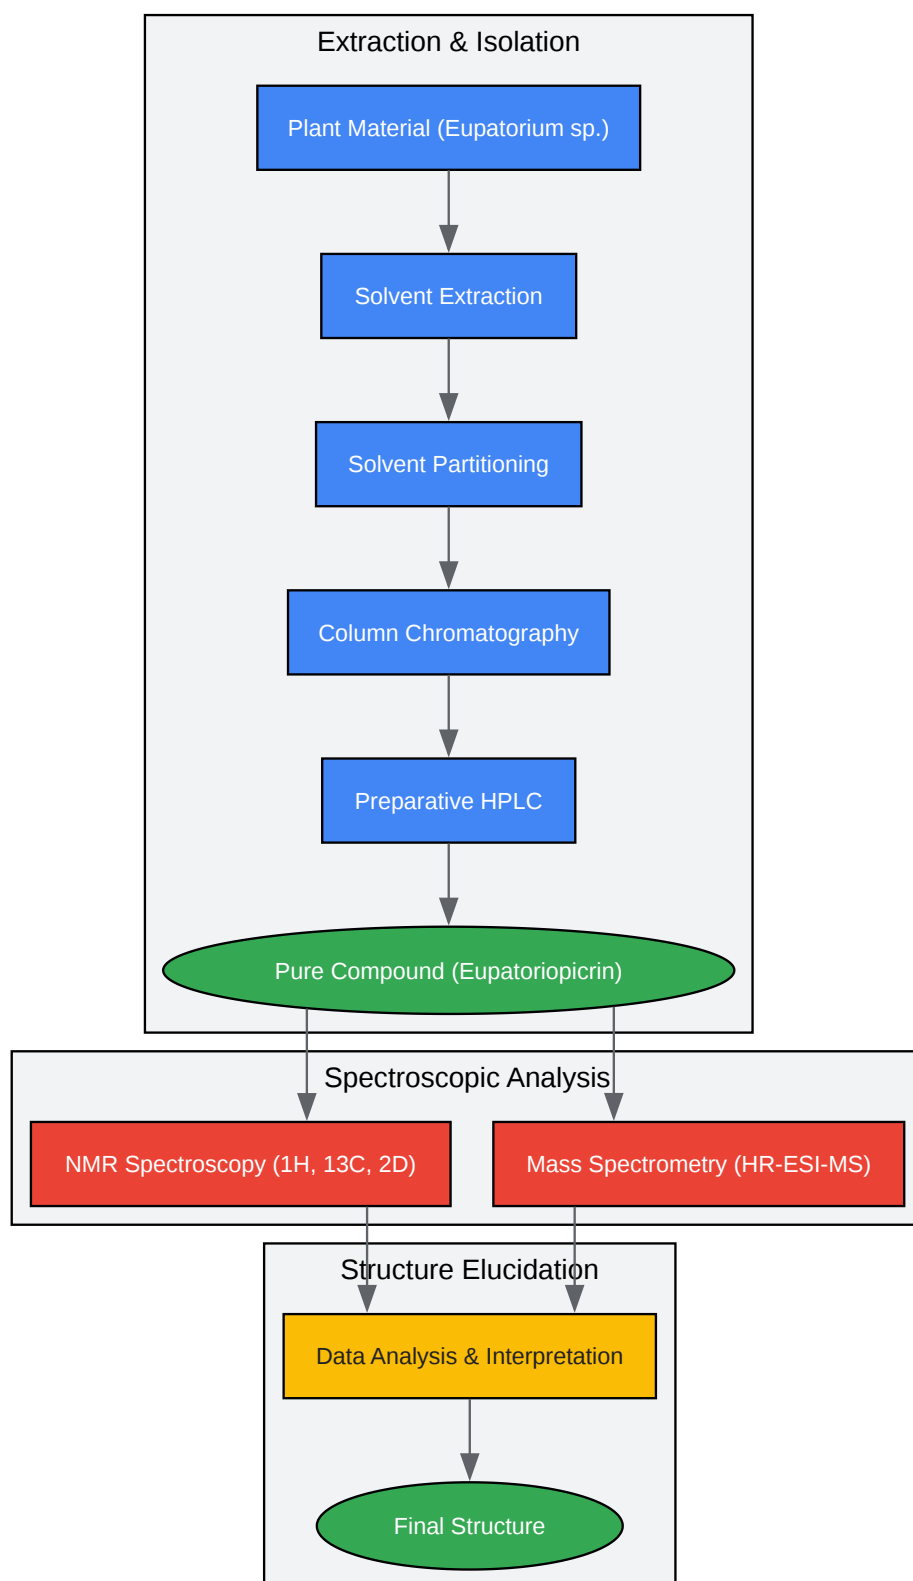 Extraction & Isolation
Plant Material (Eupatorium sp.)
Solvent Extraction
Solvent Partitioning
Column Chromatography
Preparative HPLC
Pure Compound (Eupatoriopicrin)
Spectroscopic Analysis
NMR Spectroscopy (1H, 13C, 2D)
Mass Spectrometry (HR-ESI-MS)
Structure Elucidation
Data Analysis & Interpretation
Final Structure